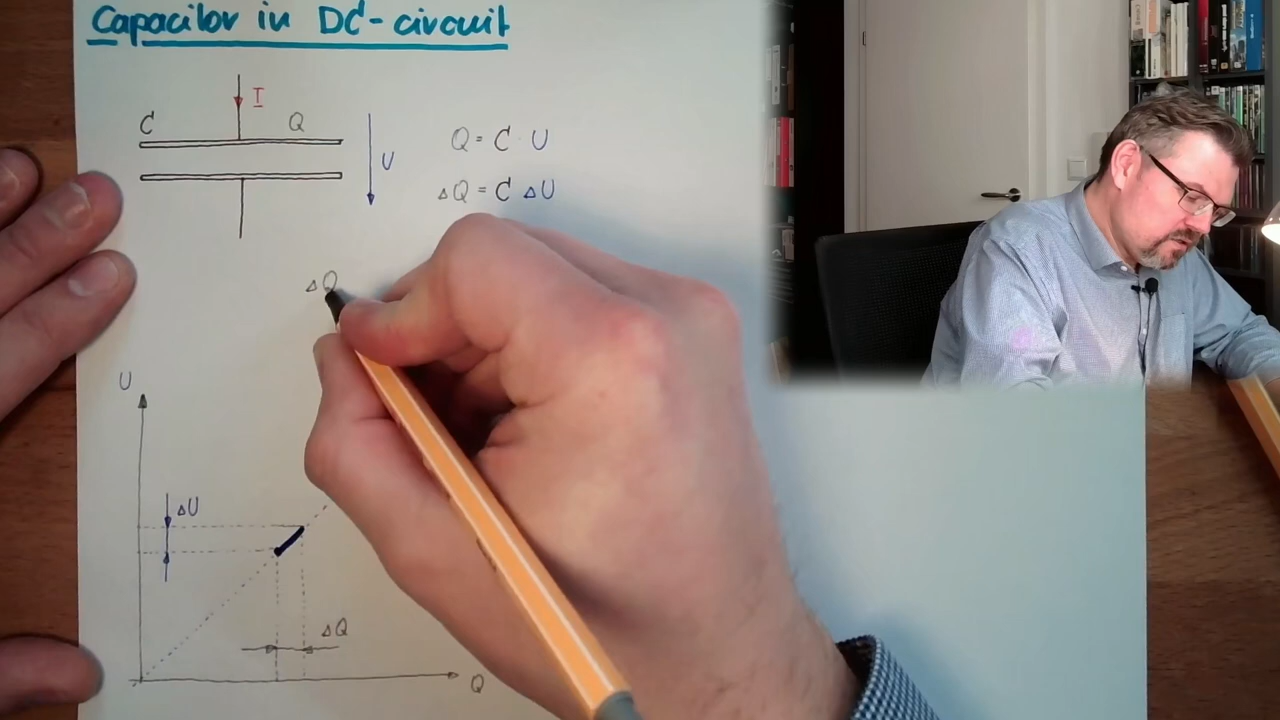 Capacitor in DC-circuit
I
C
Q
U
Q = C · U
ΔQ = C ΔU
ΔQ
U
ΔU
ΔQ
Q